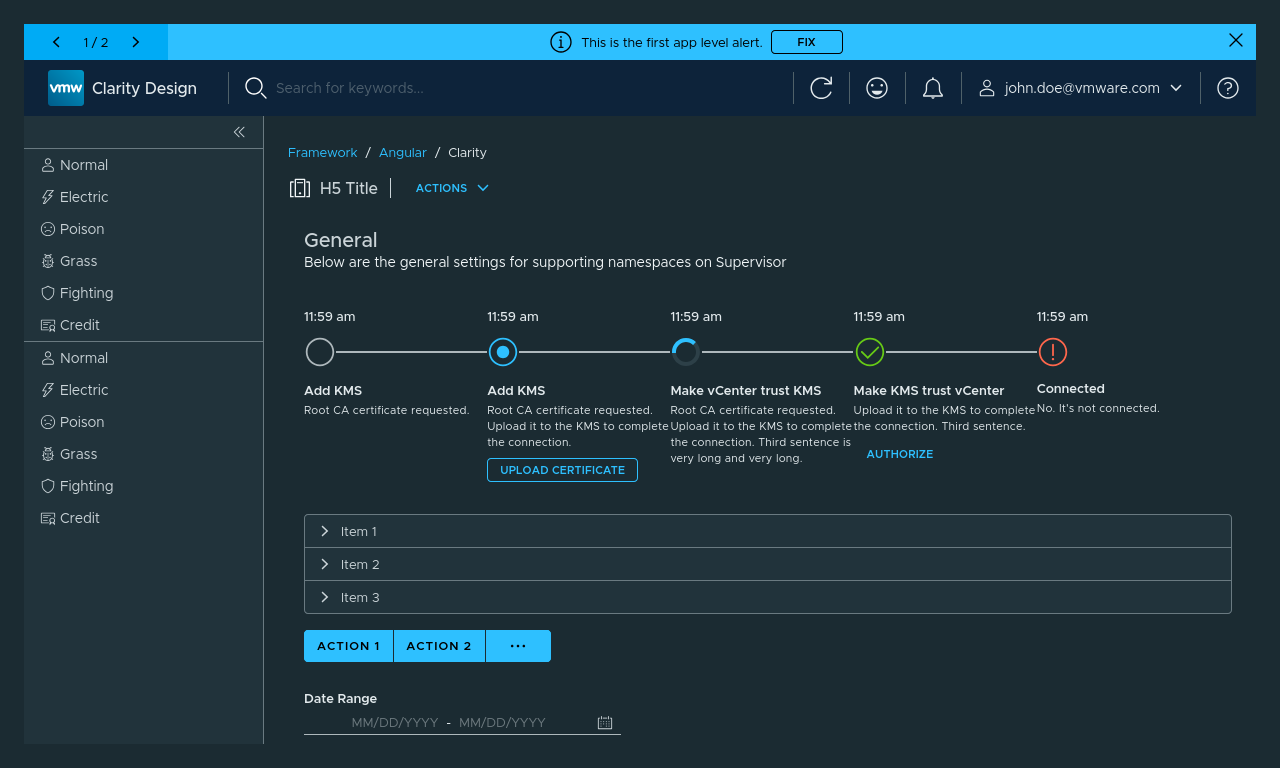 1 / 2
This is the first app level alert.
FIX
vmw Clarity Design
Search for keywords...
john.doe@vmware.com
Normal
Electric
Poison
Grass
Fighting
Credit
Normal
Electric
Poison
Grass
Fighting
Credit
Framework / Angular / Clarity
H5 Title
ACTIONS
General
Below are the general settings for supporting namespaces on Supervisor
11:59 am
Add KMS
Root CA certificate requested.
11:59 am
Add KMS
Root CA certificate requested.
Upload it to the KMS to complete
the connection.
UPLOAD CERTIFICATE
11:59 am
Make vCenter trust KMS
Root CA certificate requested.
Upload it to the KMS to complete
the connection. Third sentence is
very long and very long.
11:59 am
Make KMS trust vCenter
Upload it to the KMS to complete
the connection. Third sentence.
AUTHORIZE
11:59 am
Connected
No. It's not connected.
Item 1
Item 2
Item 3
ACTION 1
ACTION 2
...
Date Range
MM/DD/YYYY - MM/DD/YYYY